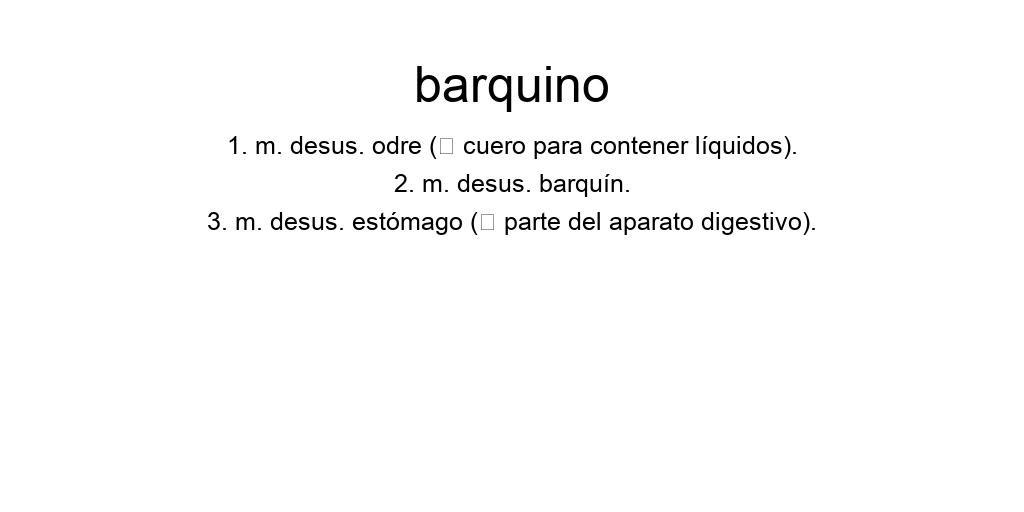 barquino
1. m. desus. odre (□ cuero para contener líquidos).
2. m. desus. barquín.
3. m. desus. estómago (□ parte del aparato digestivo).